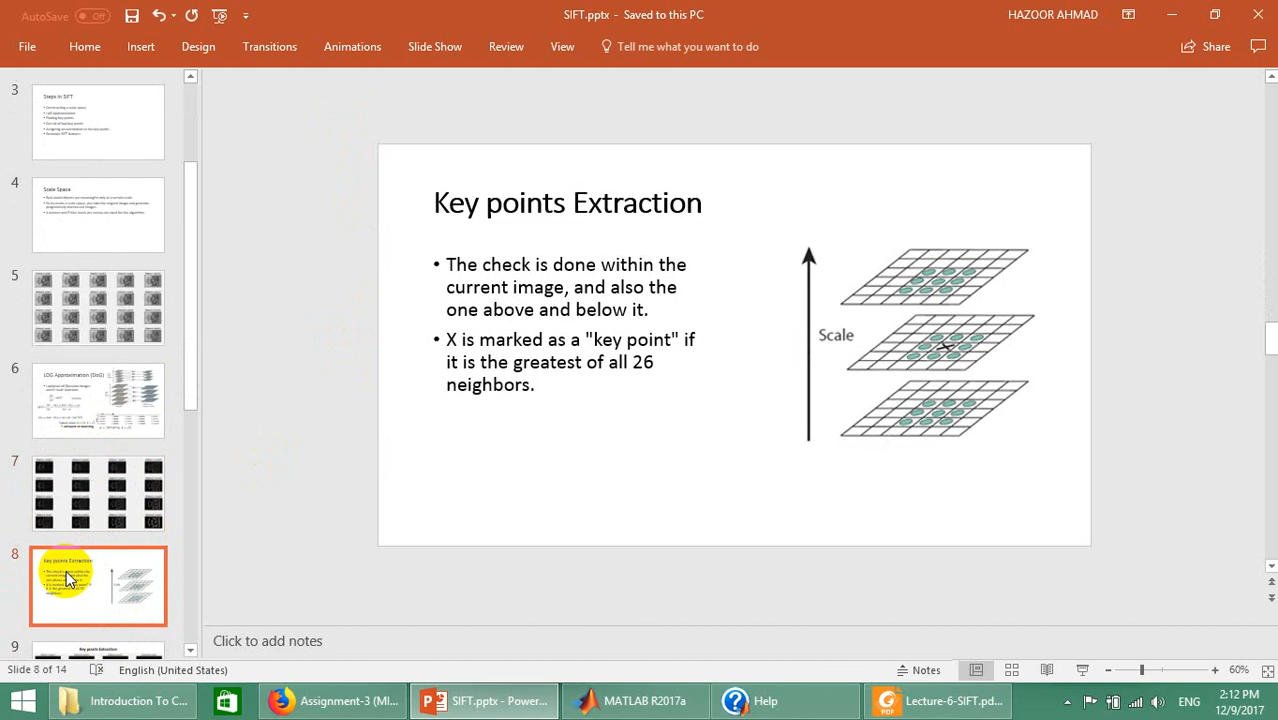 AutoSave Off
SIFT.pptx - Saved to this PC
HAZOOR AHMAD
File Home Insert Design Transitions Animations Slide Show Review View Tell me what you want to do Share
3
Steps in SIFT
4
Scale Space
5
6
LOG Approximation (DoG)
7
8
Key points Extraction
9
Key points Extraction
Key points Extraction
• The check is done within the
current image, and also the
one above and below it.
• X is marked as a "key point" if
it is the greatest of all 26
neighbors.
Scale
Click to add notes
Slide 8 of 14 English (United States) Notes 60%
Introduction To C... Assignment-3 (MI... SIFT.pptx - Power... MATLAB R2017a Help Lecture-6-SIFT.pd... ENG 2:12 PM
12/9/2017